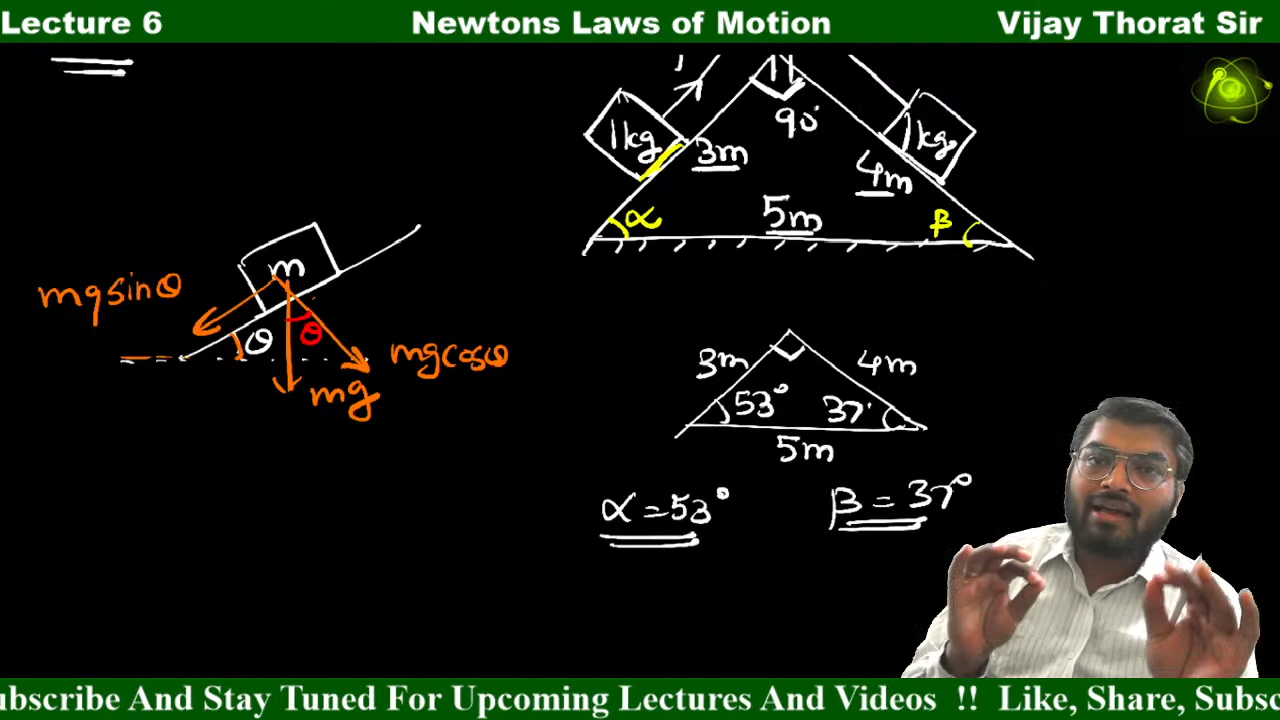 Lecture 6
Newtons Laws of Motion
Vijay Thorat Sir
90°
1kg
3m
4m
1kg
α
5m
β
m
mgsinθ
θ
θ
mgcosθ
mg
3m
4m
53°
37°
5m
α = 53°
β = 37°
ubscribe And Stay Tuned For Upcoming Lectures And Videos !! Like, Share, Subsc